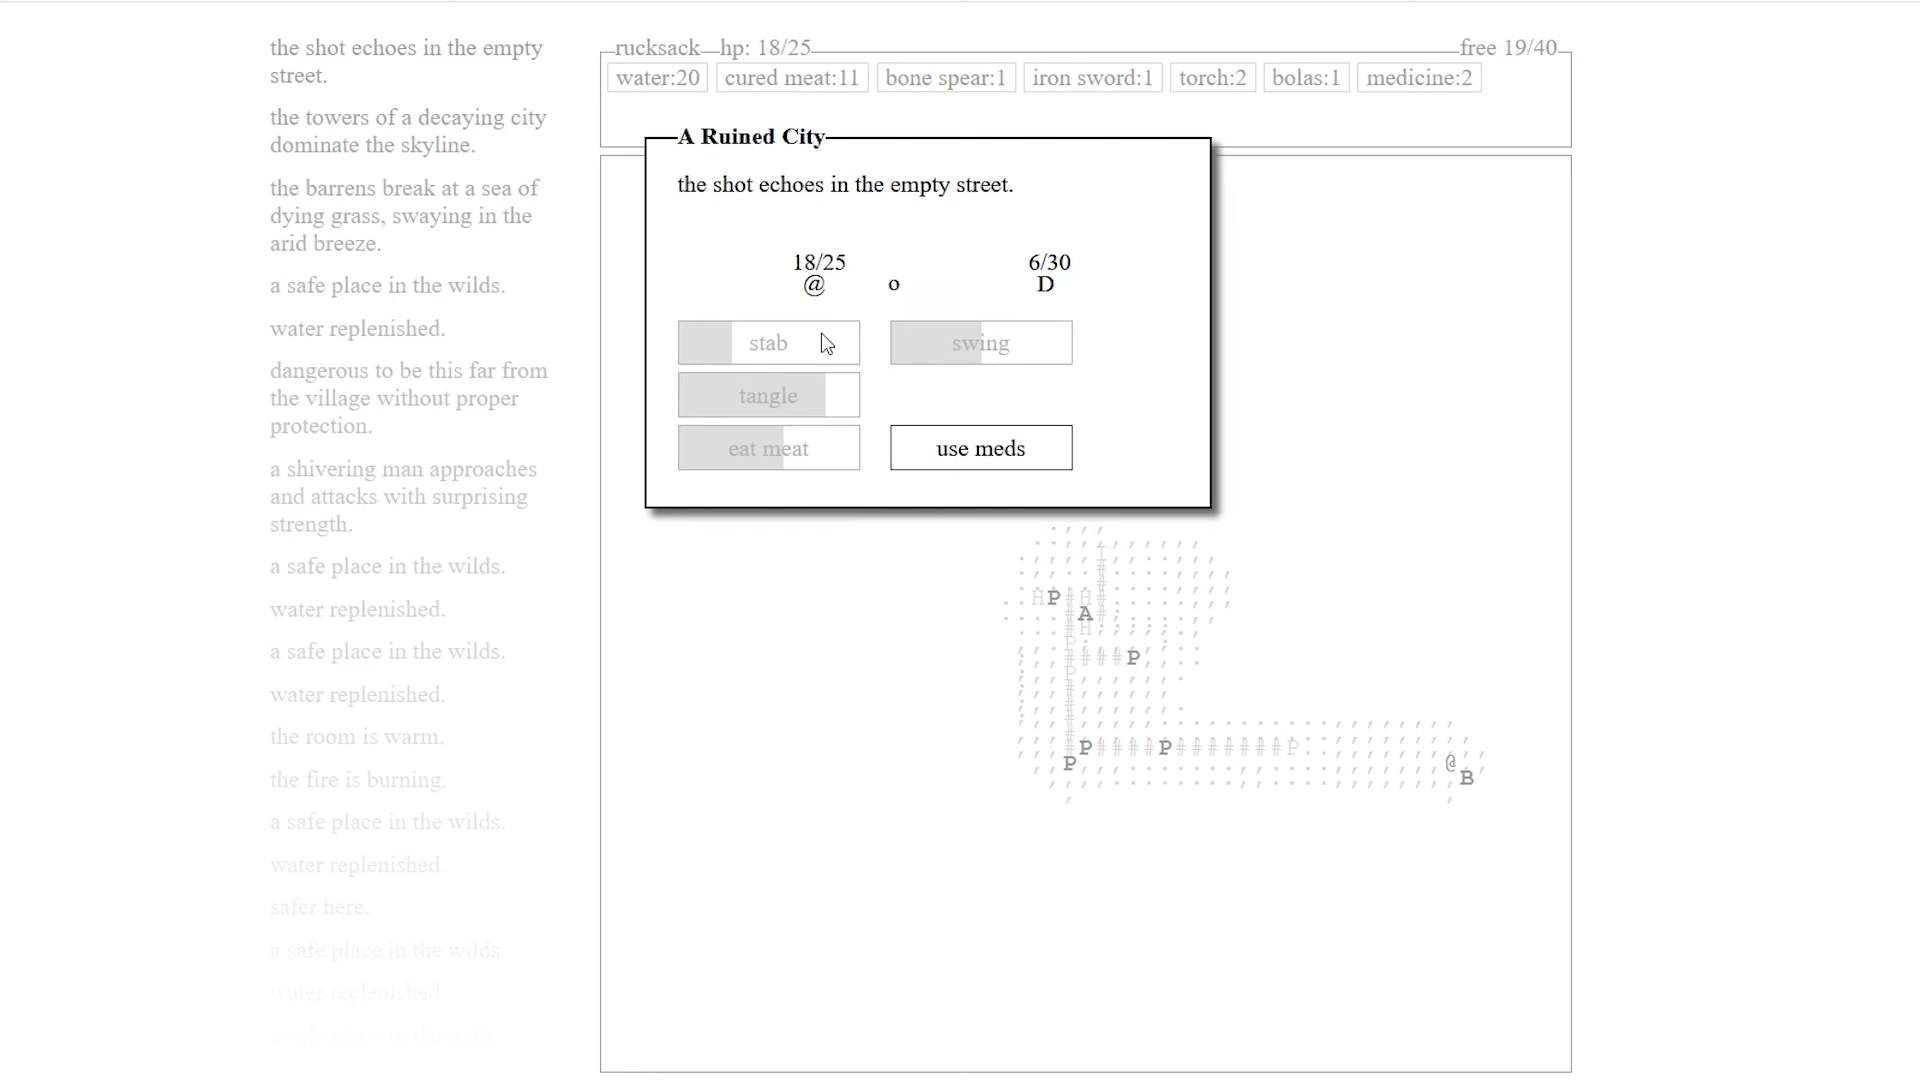 the shot echoes in the empty
street.
the towers of a decaying city
dominate the skyline.
the barrens break at a sea of
dying grass, swaying in the
arid breeze.
a safe place in the wilds.
water replenished.
dangerous to be this far from
the village without proper
protection.
a shivering man approaches
and attacks with surprising
strength.
a safe place in the wilds.
water replenished.
a safe place in the wilds.
water replenished.
the room is warm.
the fire is burning.
a safe place in the wilds.
water replenished.
safer here.
a safe place in the wilds
water replenished
rucksack hp: 18/25 free 19/40
water:20 cured meat:11 bone spear:1 iron sword:1 torch:2 bolas:1 medicine:2
A Ruined City
the shot echoes in the empty street.
18/25 6/30
@ o D
stab swing
tangle
eat meat use meds
H P # H #
# A #
# H
P
# # # # P
P
# P # # # # P # # # # # # # P
P @
B